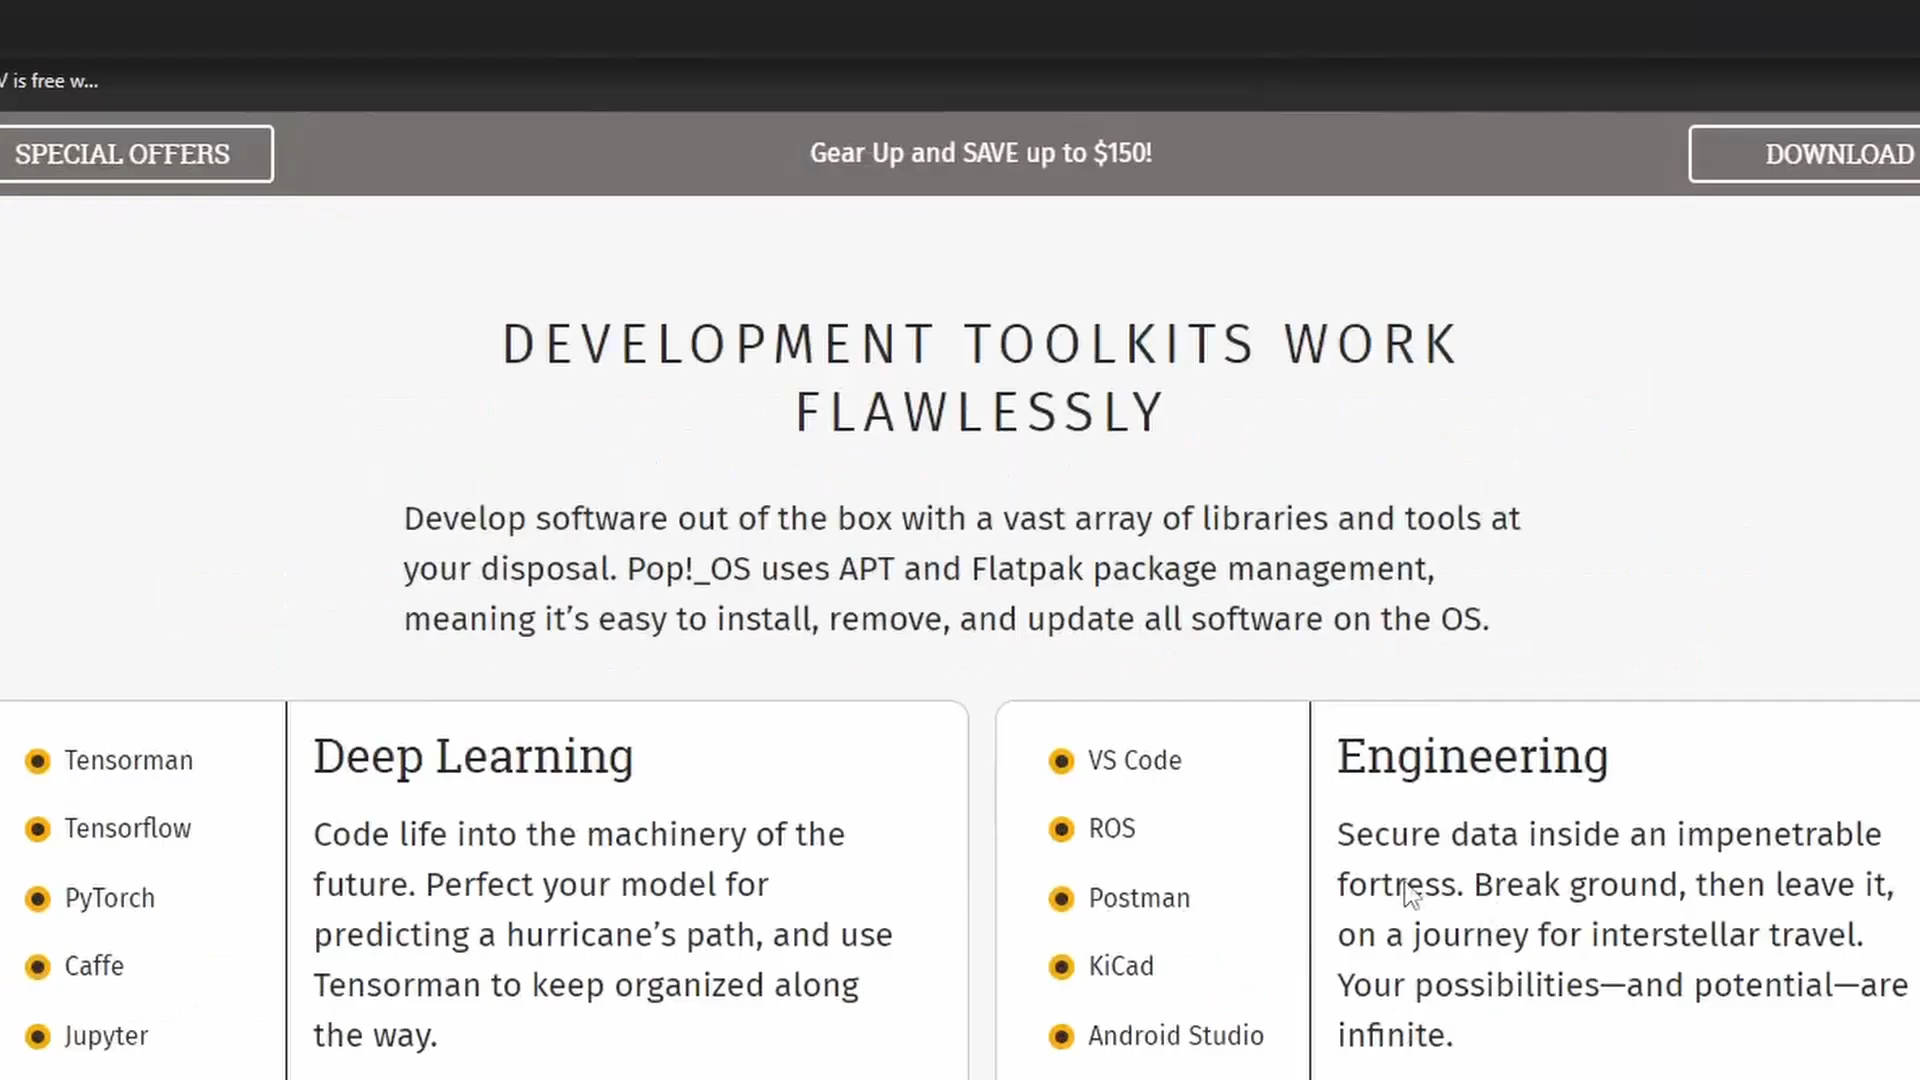 is free w...
SPECIAL OFFERS
Gear Up and SAVE up to $150!
DOWNLOAD
DEVELOPMENT TOOLKITS WORK
FLAWLESSLY
Develop software out of the box with a vast array of libraries and tools at
your disposal. Pop!_OS uses APT and Flatpak package management,
meaning it’s easy to install, remove, and update all software on the OS.
Tensorman
Tensorflow
PyTorch
Caffe
Jupyter
Deep Learning
Code life into the machinery of the
future. Perfect your model for
predicting a hurricane’s path, and use
Tensorman to keep organized along
the way.
VS Code
ROS
Postman
KiCad
Android Studio
Engineering
Secure data inside an impenetrable
fortress. Break ground, then leave it,
on a journey for interstellar travel.
Your possibilities—and potential—are
infinite.